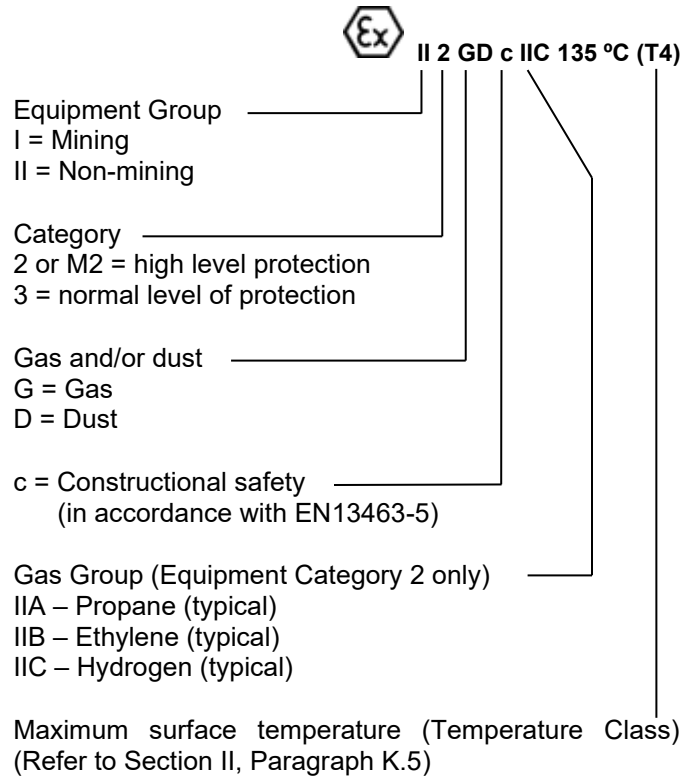 Ex II 2 GD c IIC 135 ºC (T4)
Equipment Group
I = Mining
II = Non-mining
Category
2 or M2 = high level protection
3 = normal level of protection
Gas and/or dust
G = Gas
D = Dust
c = Constructional safety
(in accordance with EN13463-5)
Gas Group (Equipment Category 2 only)
IIA – Propane (typical)
IIB – Ethylene (typical)
IIC – Hydrogen (typical)
Maximum surface temperature (Temperature Class)
(Refer to Section II, Paragraph K.5)